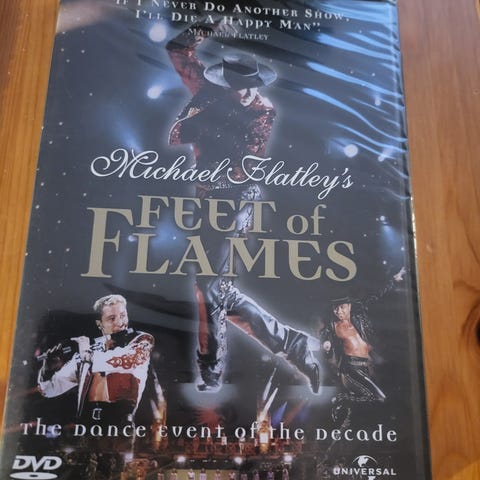 "If I Never Do Another Show,
I'll Die A Happy Man"
Michael Flatley
Michael Flatley's
FEET of
FLAMES
The Dance Event of the Decade
DVD
UNIVERSAL